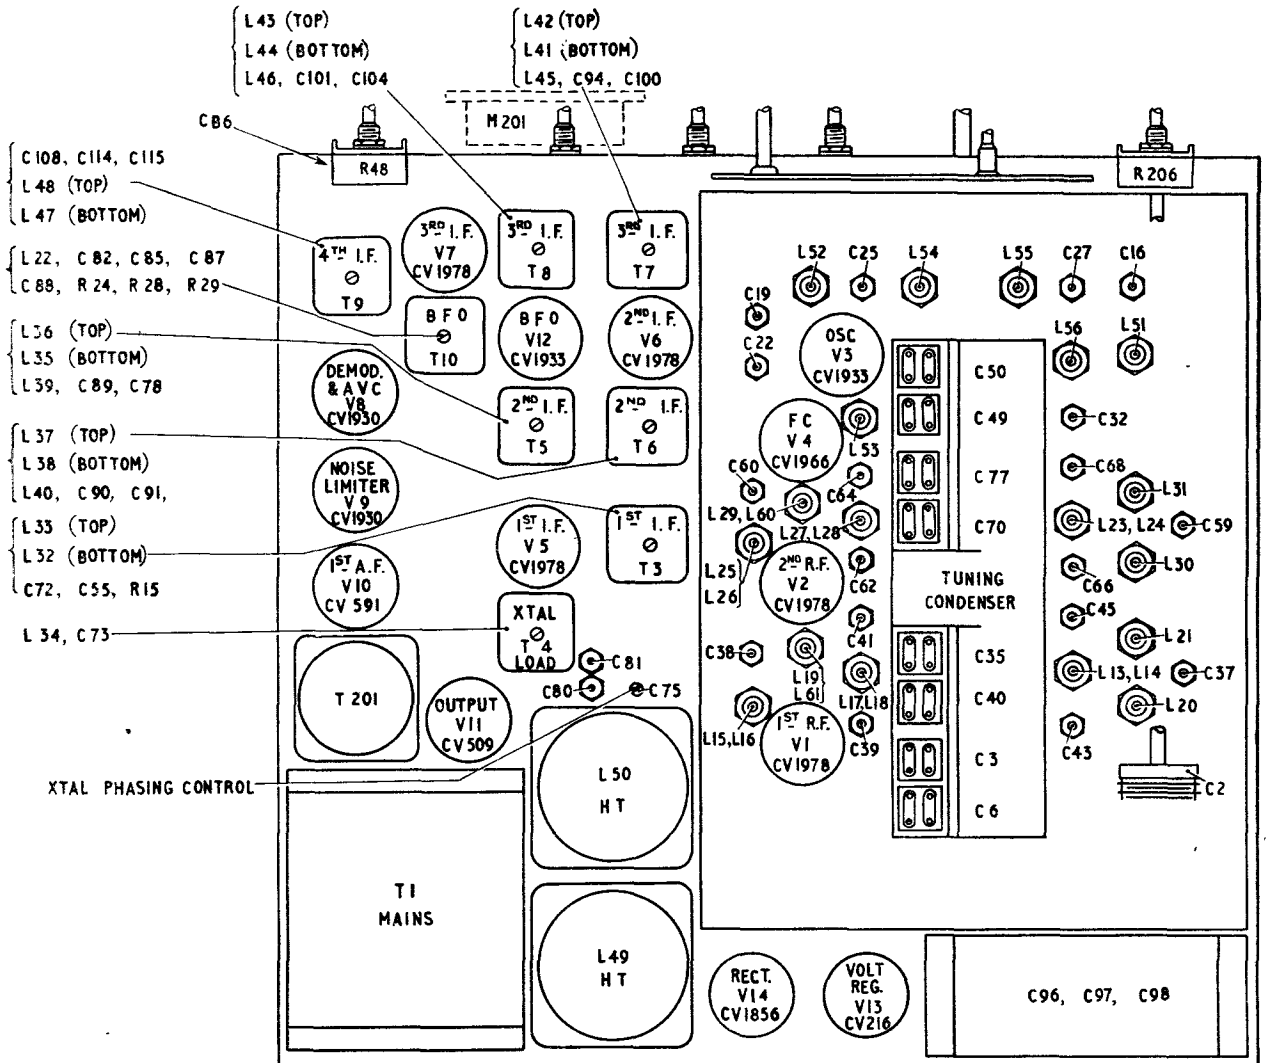 L43 (TOP)
L44 (BOTTOM)
L46, C101, C104
L42 (TOP)
L41 (BOTTOM)
L45, C94, C100
M201
CB6
R48
R206
C108, C114, C115
L48 (TOP)
L47 (BOTTOM)
L22, C82, C85, C87
C88, R24, R28, R29
L36 (TOP)
L35 (BOTTOM)
L39, C89, C78
L37 (TOP)
L38 (BOTTOM)
L40, C90, C91,
L33 (TOP)
L32 (BOTTOM)
C72, C55, R15
L34, C73
XTAL PHASING CONTROL
4TH I.F.
T9
3RD I.F.
V7
CV1978
3RD I.F.
T8
3RD I.F.
T7
BFO
T10
BFO
V12
CV1933
2ND I.F.
V6
CV1978
DEMOD.
& AVC
V8
CV1930
2ND I.F.
T5
2ND I.F.
T6
NOISE
LIMITER
V9
CV1930
1ST I.F.
V5
CV1978
1ST I.F.
T3
1ST A.F.
V10
CV591
XTAL
T4
LOAD
C81
C80
C75
T201
OUTPUT
V11
CV509
L50
HT
T1
MAINS
L49
HT
RECT.
V14
CV1856
VOLT
REG.
V13
CV216
C96, C97, C98
L52
C25
L54
L55
C27
C16
C19
C22
OSC
V3
CV1933
L56
L51
C50
C49
C77
C70
TUNING
CONDENSER
C35
C40
C3
C6
FC
V4
CV1966
L53
C32
C60
C64
C68
L31
L29, L60
L27, L28
L23, L24
C59
L25
L26
2ND R.F.
V2
CV1978
C62
C66
L30
C41
C45
C38
L19
L61
L21
L17, L18
L13, L14
C37
L15, L16
1ST R.F.
V1
CV1978
C39
L20
C43
C2